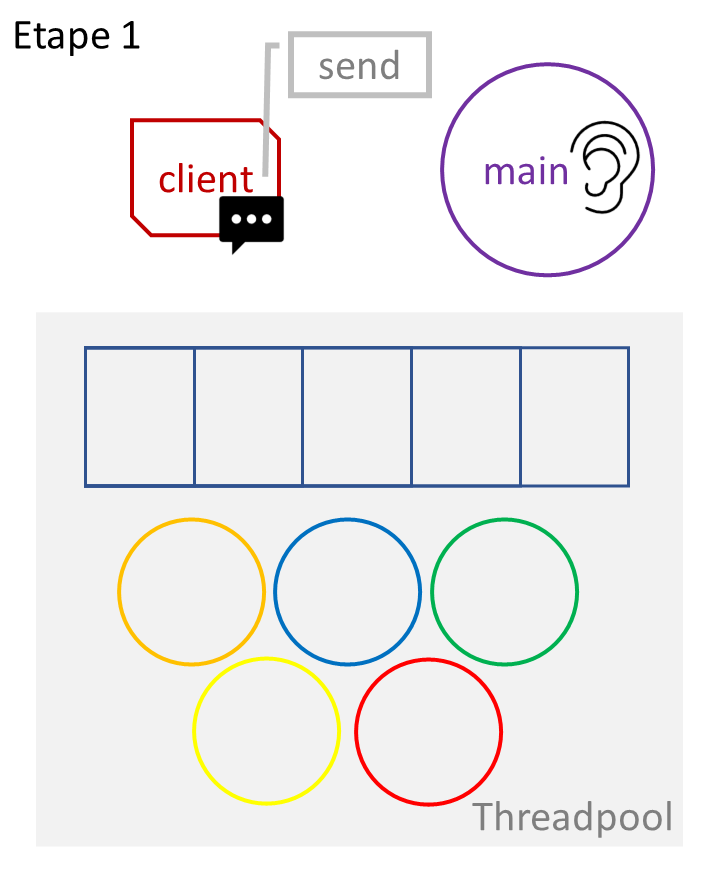 Etape 1
send
client
main
Threadpool